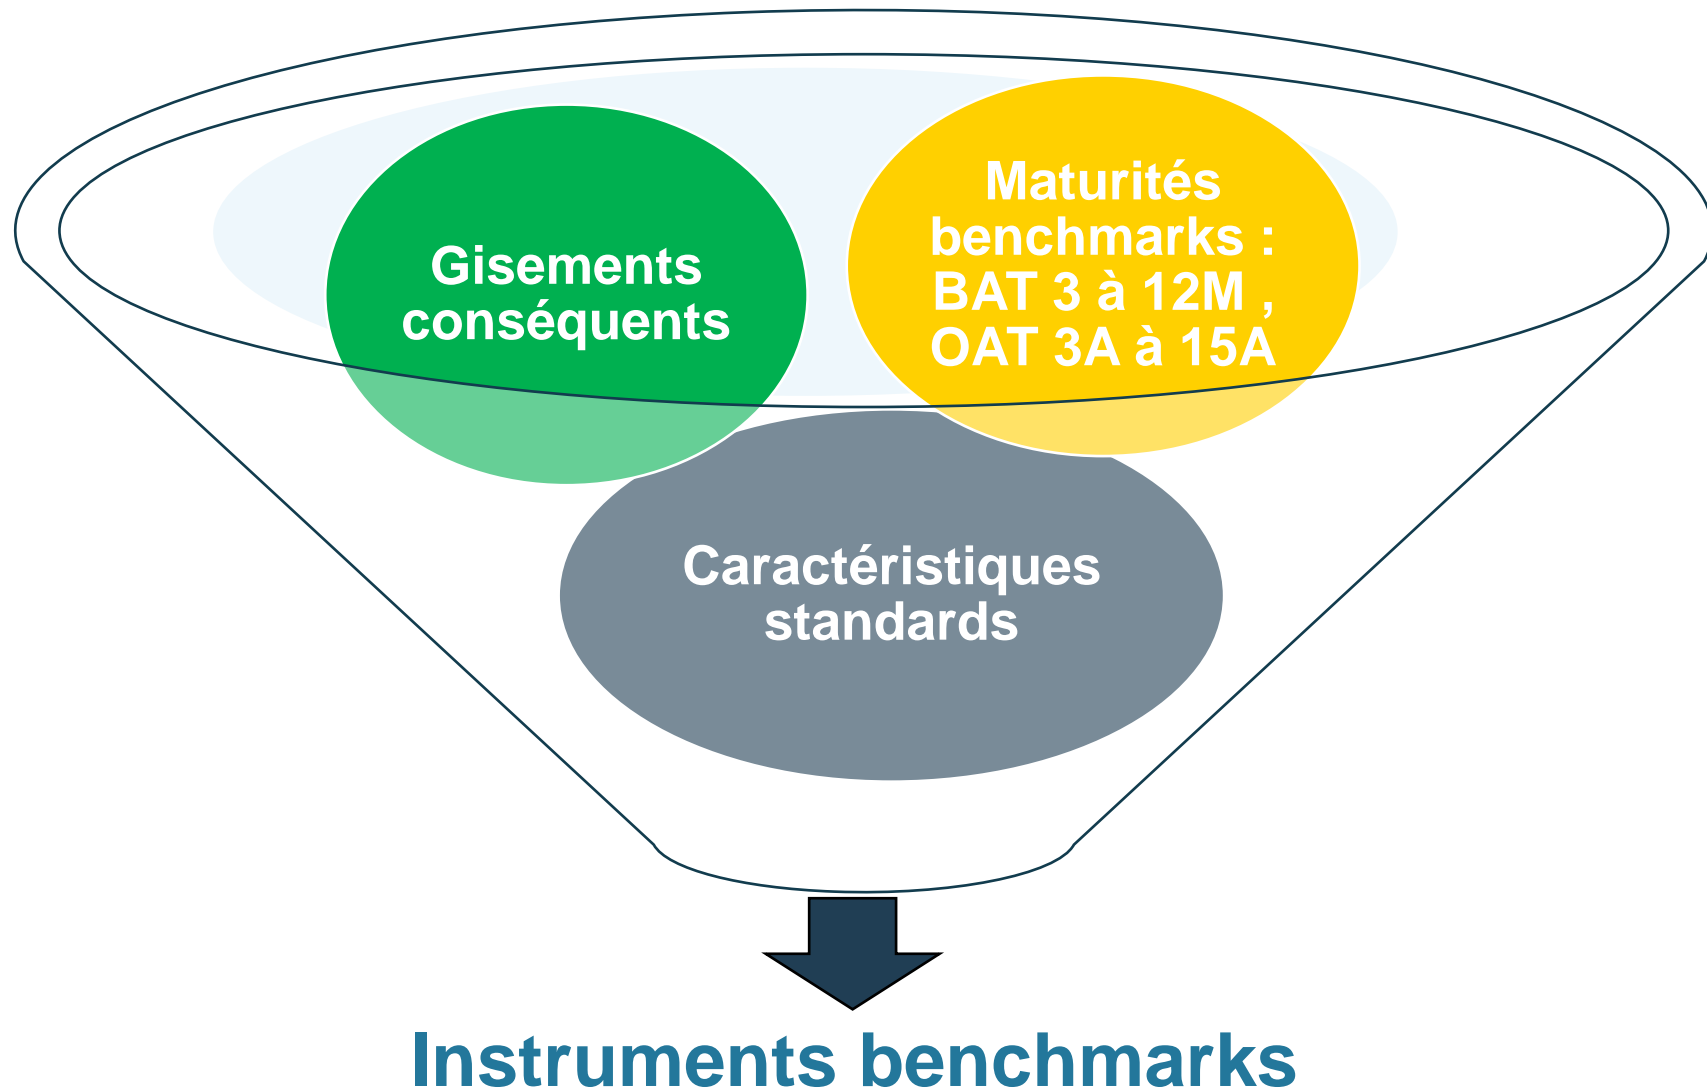 Gisements
conséquents
Maturités
benchmarks :
BAT 3 à 12M ,
OAT 3A à 15A
Caractéristiques
standards
Instruments benchmarks